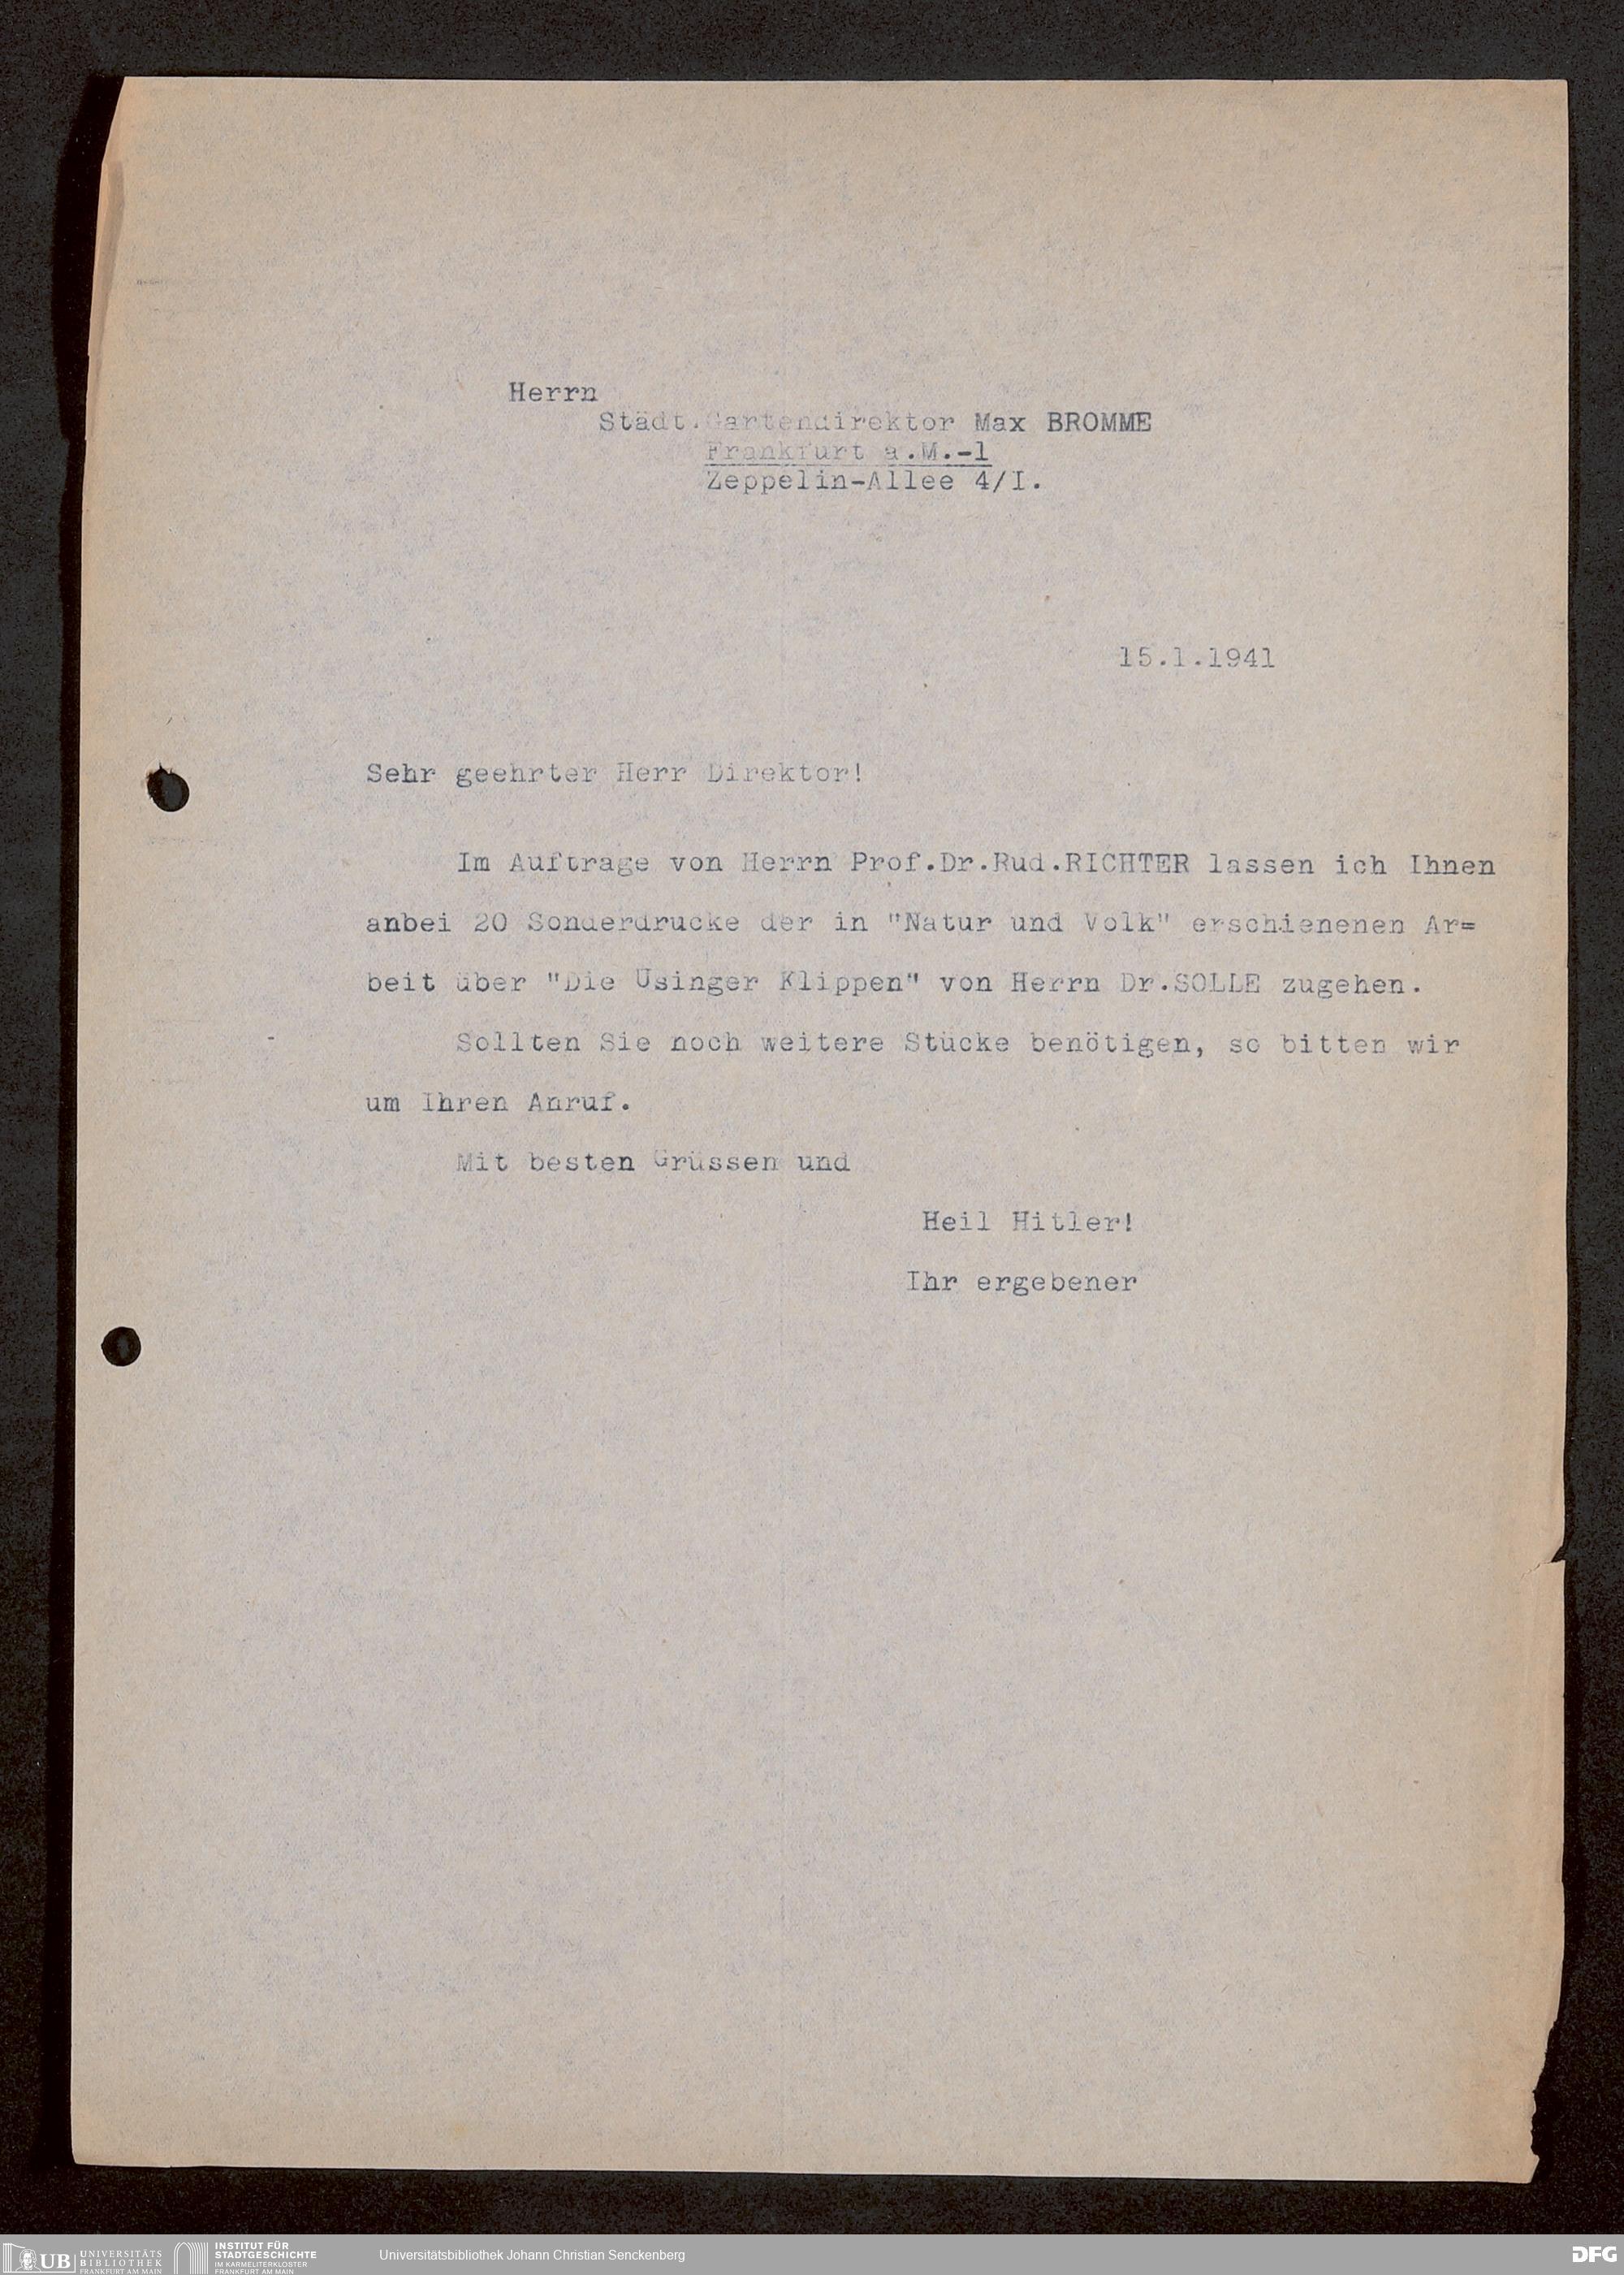 Herrn
Städt.Gartendirektor Max BROMME
Frankfurt a.M.-1
Zeppelin-Allee 4/I.
15.1.1941
Sehr geehrter Herr Direktor!
Im Auftrage von Herrn Prof.Dr.Rud.RICHTER lassen ich Ihnen
anbei 20 Sonderdrucke der in "Natur und Volk" erschienenen Ar=
beit über "Die Usinger Klippen" von Herrn Dr.SOLLE zugehen.
Sollten Sie noch weitere Stücke benötigen, so bitten wir
um Ihren Anruf.
Mit besten Grüssen und
Heil Hitler!
Ihr ergebener
UB UNIVERSITÄTS
BIBLIOTHEK
FRANKFURT AM MAIN
INSTITUT FÜR
STADTGESCHICHTE
IM KARMELITERKLOSTER
FRANKFURT AM MAIN
Universitätsbibliothek Johann Christian Senckenberg
DFG